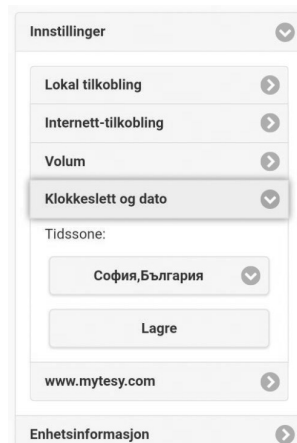 Innstillinger
Lokal tilkobling
Internett-tilkobling
Volum
Klokkeslett og dato
Tidssone:
София,България
Lagre
www.mytesy.com
Enhetsinformasjon